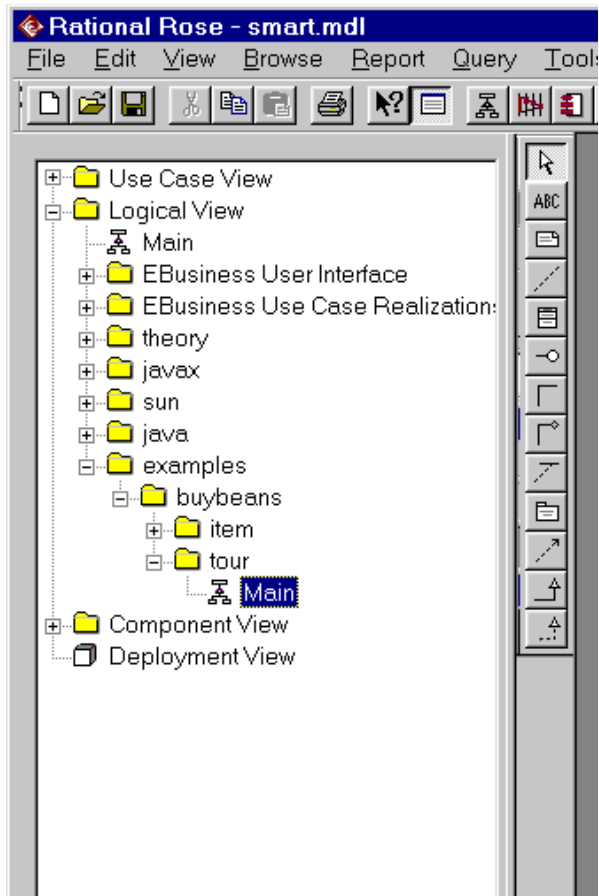 Rational Rose - smart.mdl
File Edit View Browse Report Query Tools
Use Case View
ABC
Logical View
Main
EBusiness User Interface
EBusiness Use Case Realization
theory
javax
sun
java
examples
buybeans
item
tour
Main
Component View
Deployment View